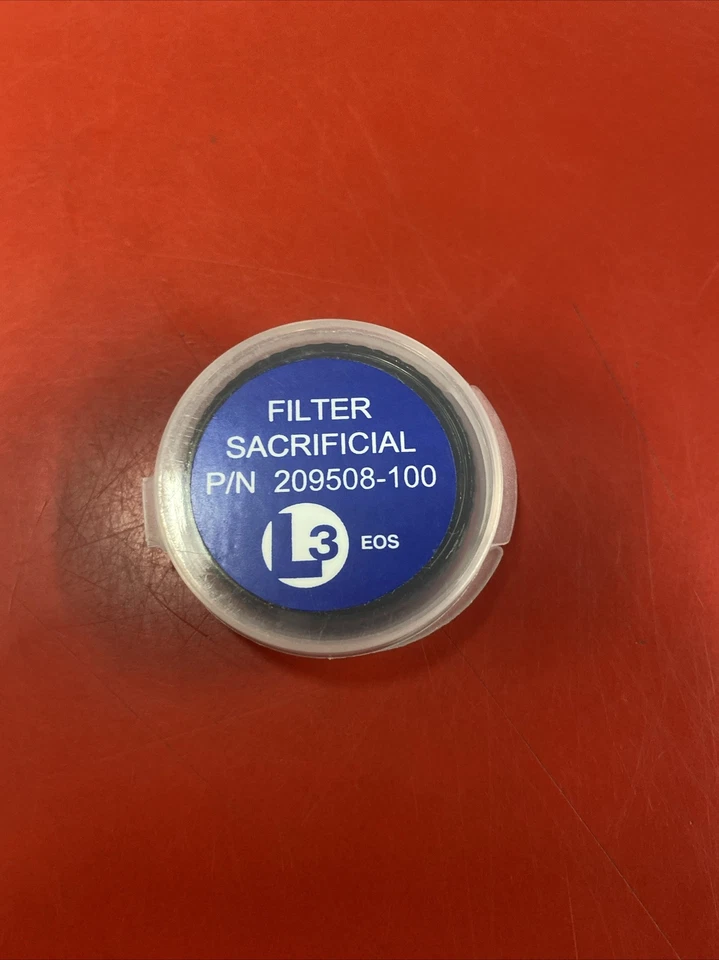 FILTER
SACRIFICIAL
P/N 209508-100
L3 EOS